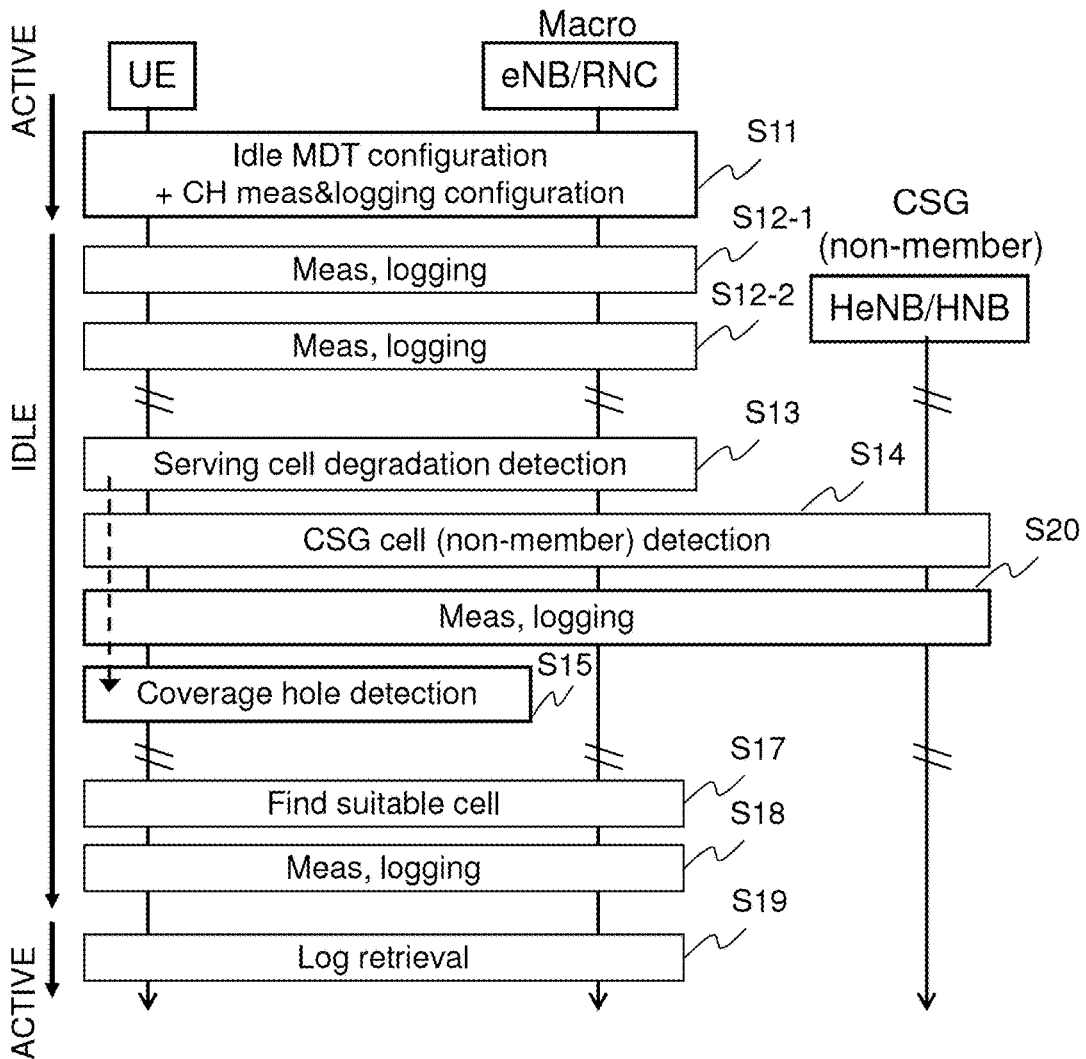 ACTIVE
UE
Macro
eNB/RNC
Idle MDT configuration
+ CH meas&logging configuration
S11
CSG
(non-member)
HeNB/HNB
IDLE
Meas, logging
S12-1
Meas, logging
S12-2
Serving cell degradation detection
S13
CSG cell (non-member) detection
S14
Meas, logging
S20
Coverage hole detection
S15
Find suitable cell
S17
Meas, logging
S18
ACTIVE
Log retrieval
S19